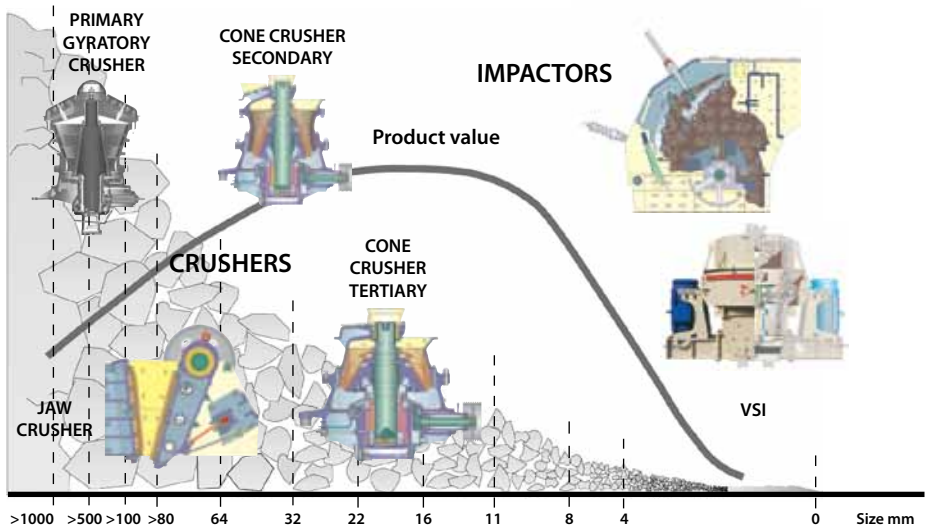 PRIMARY
GYRATORY
CRUSHER
CONE CRUSHER
SECONDARY
IMPACTORS
Product value
CRUSHERS
CONE
CRUSHER
TERTIARY
JAW
CRUSHER
VSI
>1000 >500 >100 >80 64 32 22 16 11 8 4 0 Size mm